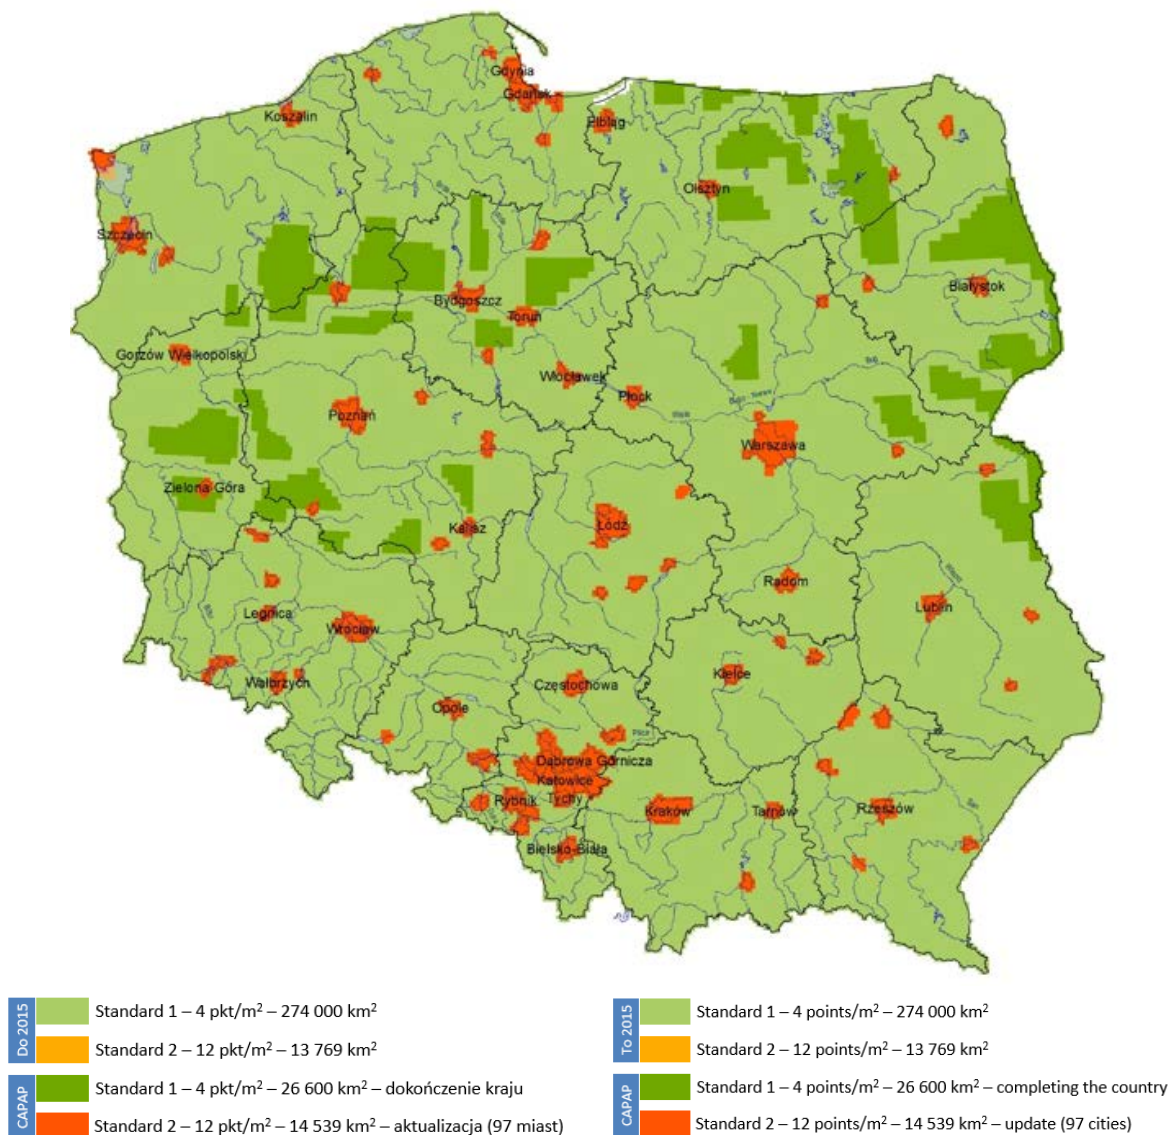 Gdynia
Gdańsk
Koszalin
Elbląg
Olsztyn
Szczecin
Białystok
Bydgoszcz
Toruń
Gorzów Wielkopolski
Włocławek
Płock
Bug
Poznań
Warszawa
Zielona Góra
Kalisz
Łódź
Radom
Legnica
Lublin
Wrocław
Kielce
Wałbrzych
Częstochowa
Opole
Pilica
Dąbrowa Górnicza
Katowice
Tychy
Rybnik
Kraków
Tarnów
Rzeszów
San
Bielsko-Biała
Do 2015
Standard 1 – 4 pkt/m² – 274 000 km²
Standard 2 – 12 pkt/m² – 13 769 km²
CAPAP
Standard 1 – 4 pkt/m² – 26 600 km² – dokończenie kraju
Standard 2 – 12 pkt/m² – 14 539 km² – aktualizacja (97 miast)
To 2015
Standard 1 – 4 points/m² – 274 000 km²
Standard 2 – 12 points/m² – 13 769 km²
CAPAP
Standard 1 – 4 points/m² – 26 600 km² – completing the country
Standard 2 – 12 points/m² – 14 539 km² – update (97 cities)